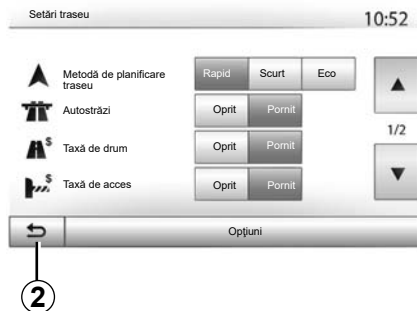 Setări traseu 10:52
Metodă de planificare
traseu
Rapid Scurt Eco
Autostrăzi Oprit Pornit
$ Taxă de drum Oprit Pornit
1/2
$ Taxă de acces Oprit Pornit
Opţiuni
2